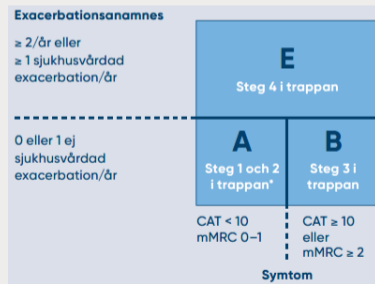 Exacerbationsanamnes
≥ 2/år eller
≥ 1 sjukhusvårdad
exacerbation/år
E
Steg 4 i trappan
0 eller 1 ej
sjukhusvårdad
exacerbation/år
A
Steg 1 och 2
i trappan*
B
Steg 3 i
trappan
CAT < 10
mMRC 0–1
CAT ≥ 10
eller
mMRC ≥ 2
Symtom